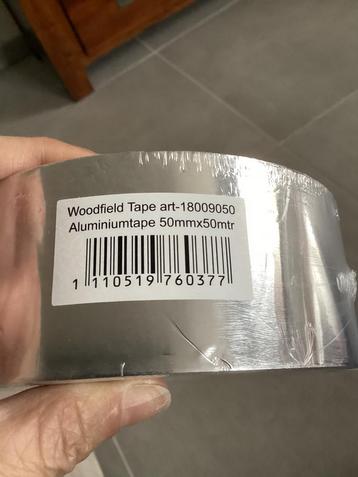 Woodfield Tape art-18009050
Aluminiumtape 50mmx50mtr
1 110519 760377